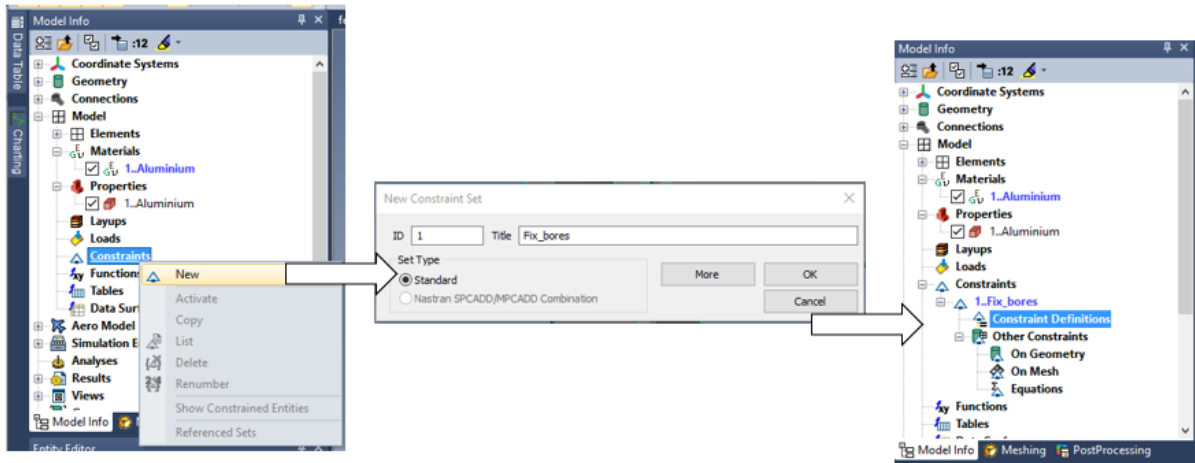 Model Info
fe
Data Table
Charting
:12
Coordinate Systems
Geometry
Connections
Model
Elements
Materials
1..Aluminium
Properties
1..Aluminium
Layups
Loads
Constraints
Functions
Tables
Data Sur
Aero Model
Simulation E
Analyses
Results
Views
Model Info
Entity Editor
New
Activate
Copy
List
Delete
Renumber
Show Constrained Entities
Referenced Sets
New Constraint Set
ID 1 Title Fix_bores
Set Type
Standard
Nastran SPCADD/MPCADD Combination
More
OK
Cancel
Model Info
:12
Coordinate Systems
Geometry
Connections
Model
Elements
Materials
1..Aluminium
Properties
1..Aluminium
Layups
Loads
Constraints
1..Fix_bores
Constraint Definitions
Other Constraints
On Geometry
On Mesh
Equations
Functions
Tables
Model Info Meshing PostProcessing